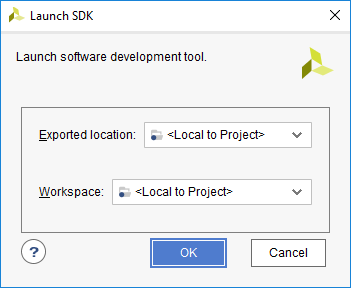 Launch SDK
Launch software development tool.
Exported location: <Local to Project>
Workspace: <Local to Project>
? OK Cancel